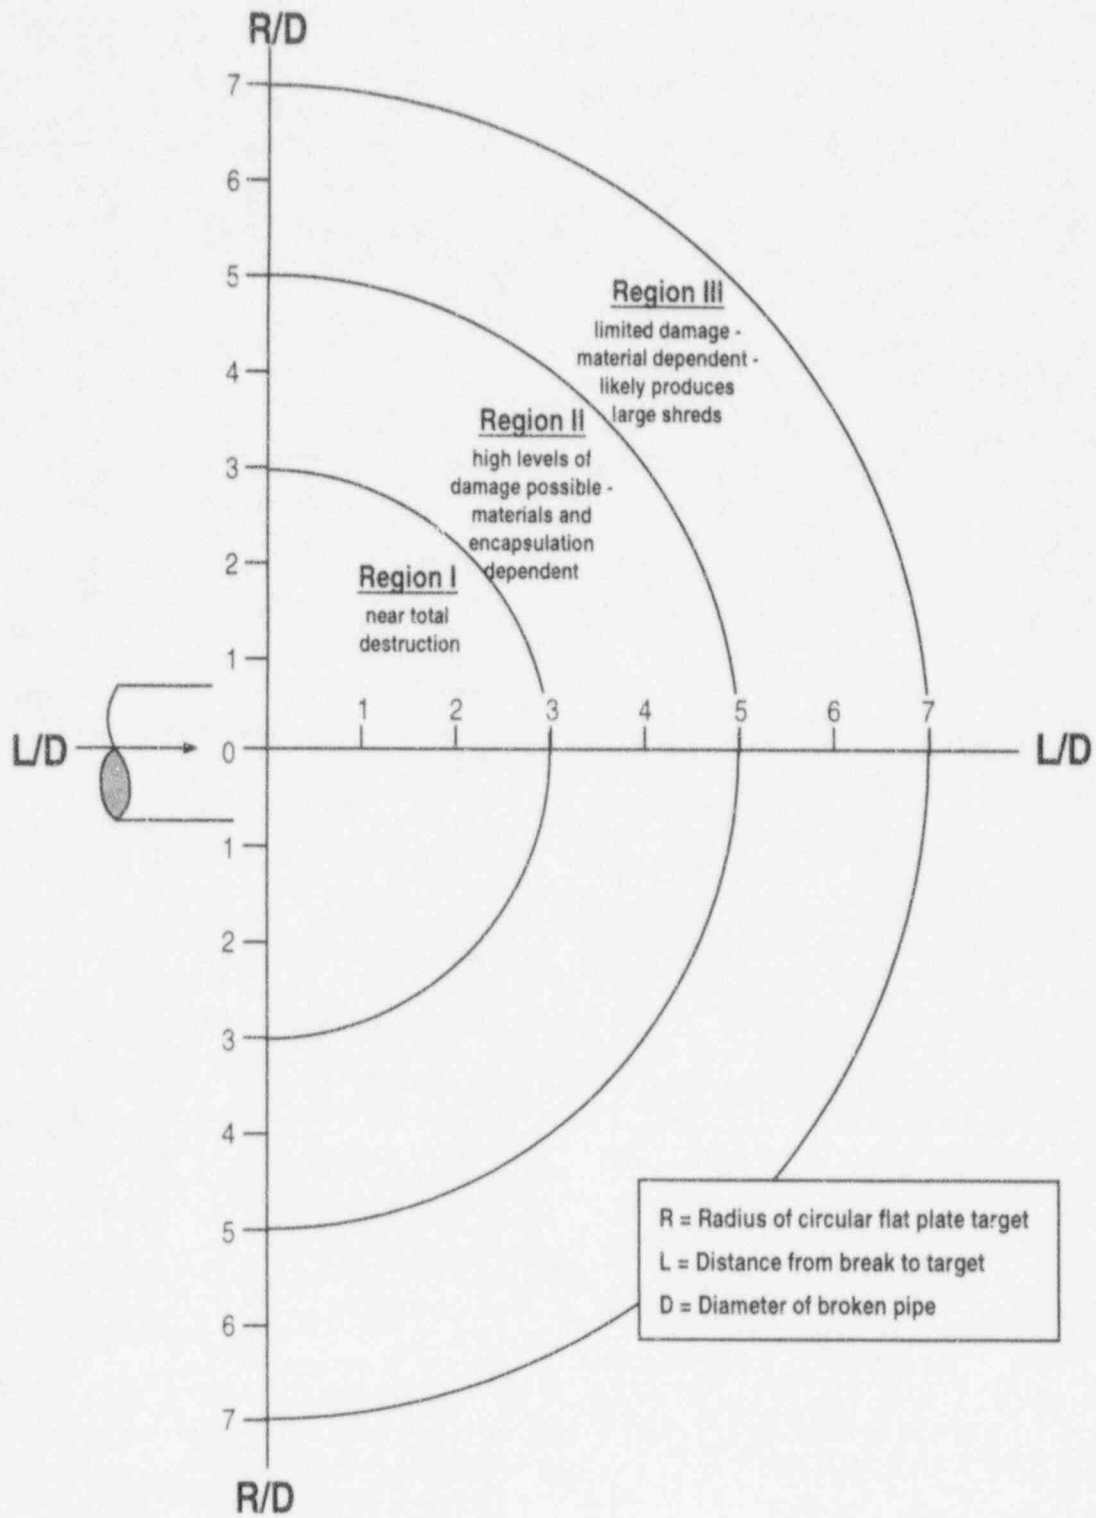 R/D
7
6
5
4
3
2
1
0
1
2
3
4
5
6
7
R/D
Region III
limited damage -
material dependent -
likely produces
large shreds
Region II
high levels of
damage possible -
materials and
encapsulation
dependent
Region I
near total
destruction
L/D
1 2 3 4 5 6 7
L/D
R = Radius of circular flat plate target
L = Distance from break to target
D = Diameter of broken pipe